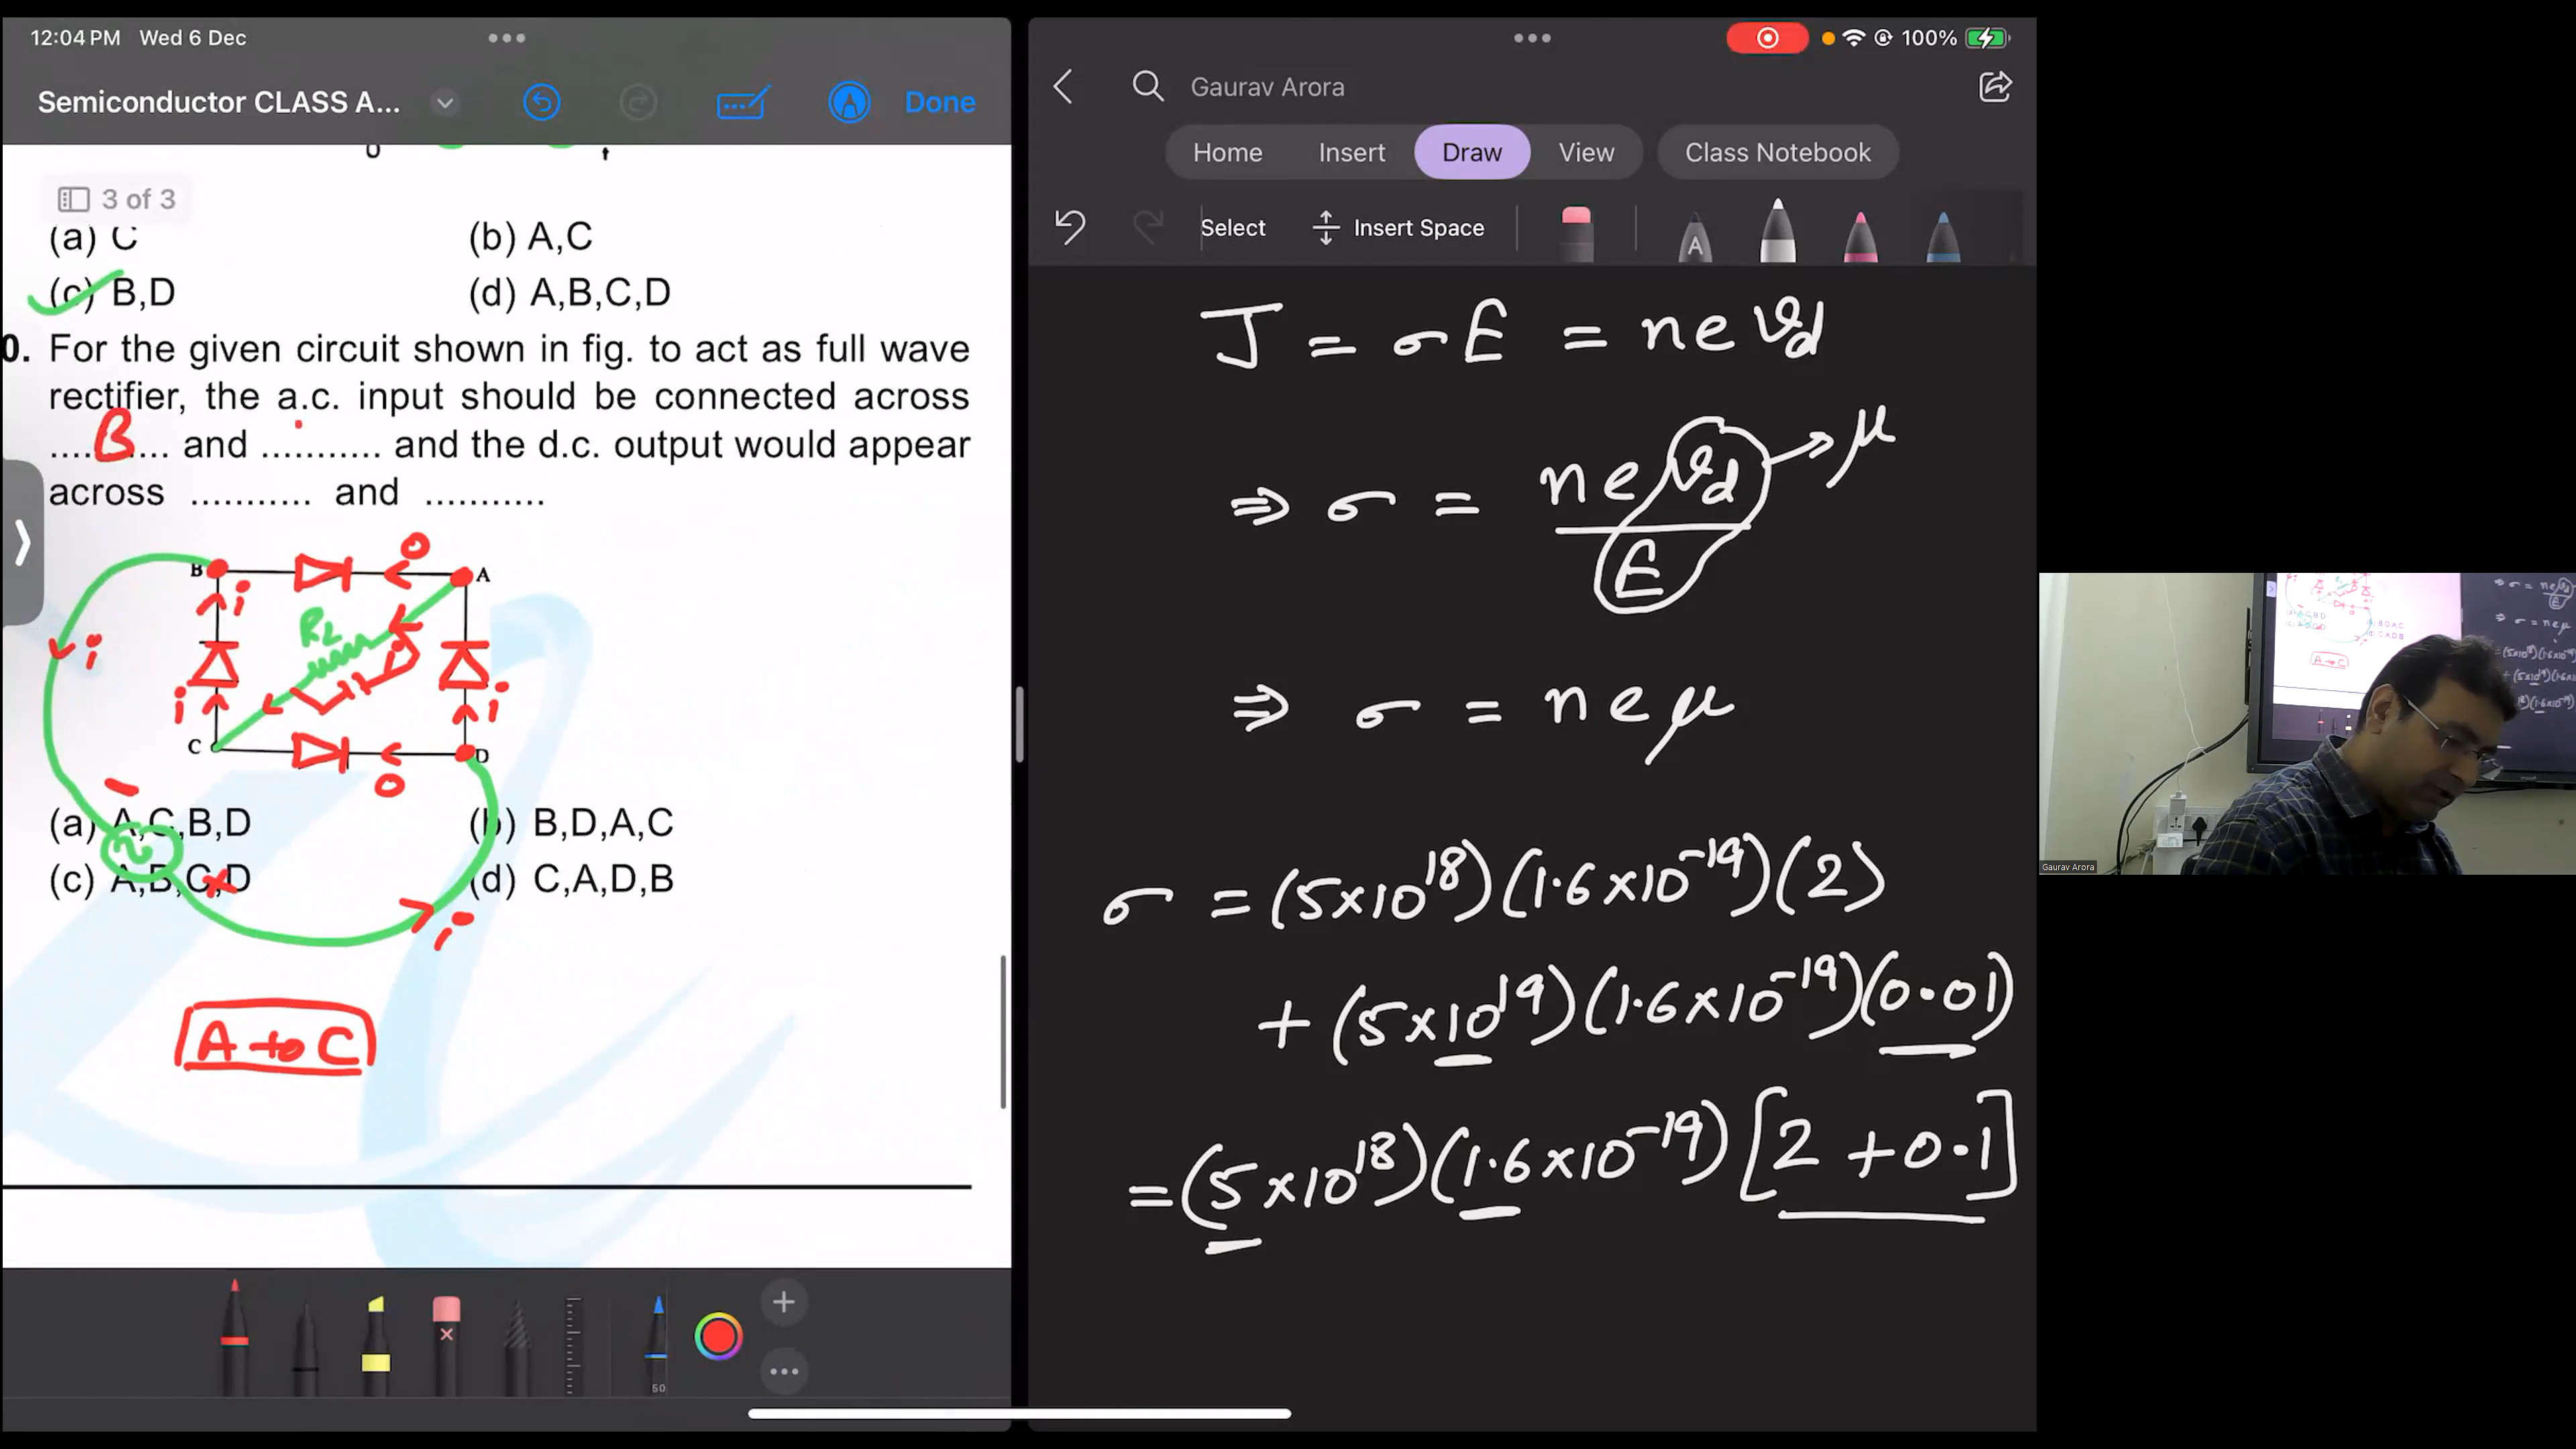 12:04 PM Wed 6 Dec
Semiconductor CLASS A...
Done
3 of 3
(a) C
(b) A,C
(c) B,D
(d) A,B,C,D
0. For the given circuit shown in fig. to act as full wave
rectifier, the a.c. input should be connected across
....B.... and ........... and the d.c. output would appear
across ........... and ...........
B
o
A
i
i
RL
i
i
i
C
D
o
(a) A,C,B,D
(b) B,D,A,C
(c) A,B,C,D
(d) C,A,D,B
i
A to C
50
100%
Gaurav Arora
Home
Insert
Draw
View
Class Notebook
Select
Insert Space
A
J = σE = neVd
⇒ σ = neVd/E → μ
⇒ σ = neμ
σ = (5×10^18)(1.6×10^-19)(2)
+ (5×10^19)(1.6×10^-19)(0.01)
= (5×10^18)(1.6×10^-19)[2 + 0.1]
Gaurav Arora